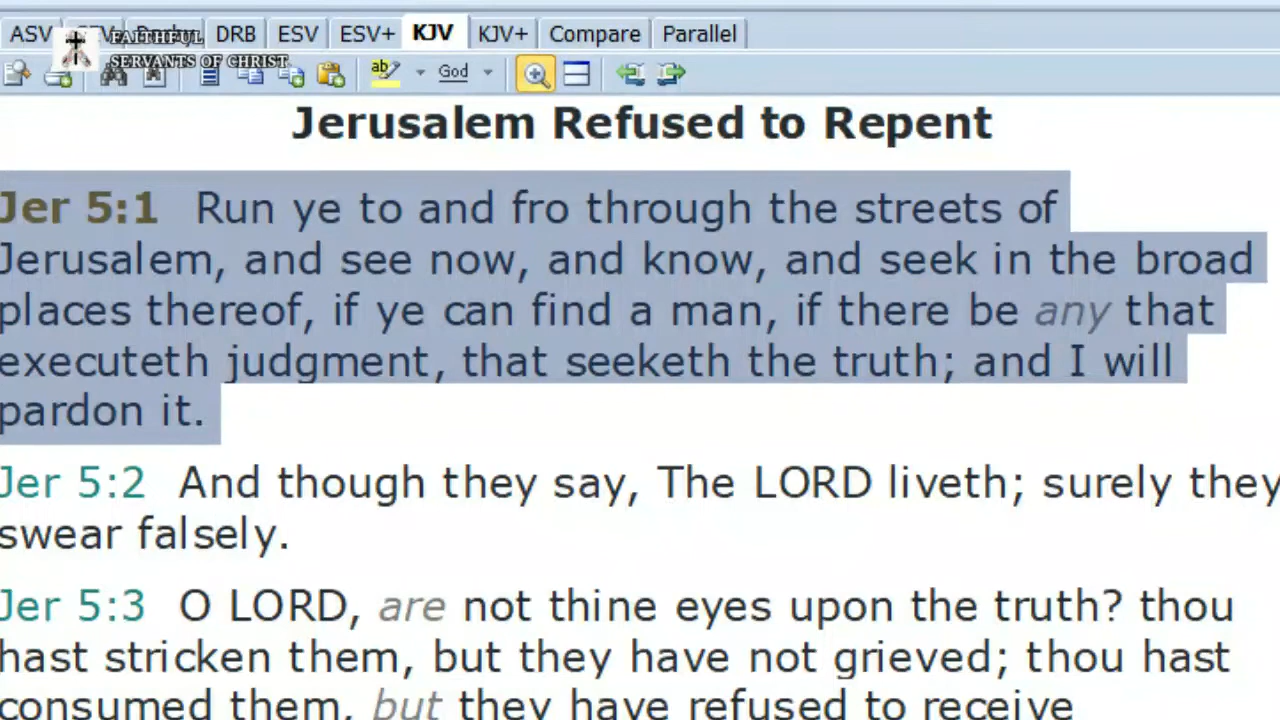 ASV DRB ESV ESV+ KJV KJV+ Compare Parallel
FAITHFUL
SERVANTS OF CHRIST
ab God
Jerusalem Refused to Repent
Jer 5:1 Run ye to and fro through the streets of
Jerusalem, and see now, and know, and seek in the broad
places thereof, if ye can find a man, if there be any that
executeth judgment, that seeketh the truth; and I will
pardon it.
Jer 5:2 And though they say, The LORD liveth; surely they
swear falsely.
Jer 5:3 O LORD, are not thine eyes upon the truth? thou
hast stricken them, but they have not grieved; thou hast
consumed them, but they have refused to receive